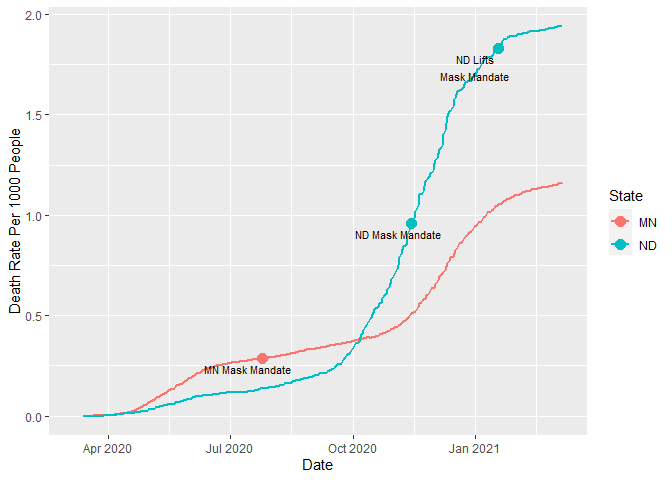 2.0
1.5
1.0
0.5
0.0
Death Rate Per 1000 People
ND Lifts
Mask Mandate
ND Mask Mandate
MN Mask Mandate
Apr 2020
Jul 2020
Oct 2020
Jan 2021
Date
State
MN
ND